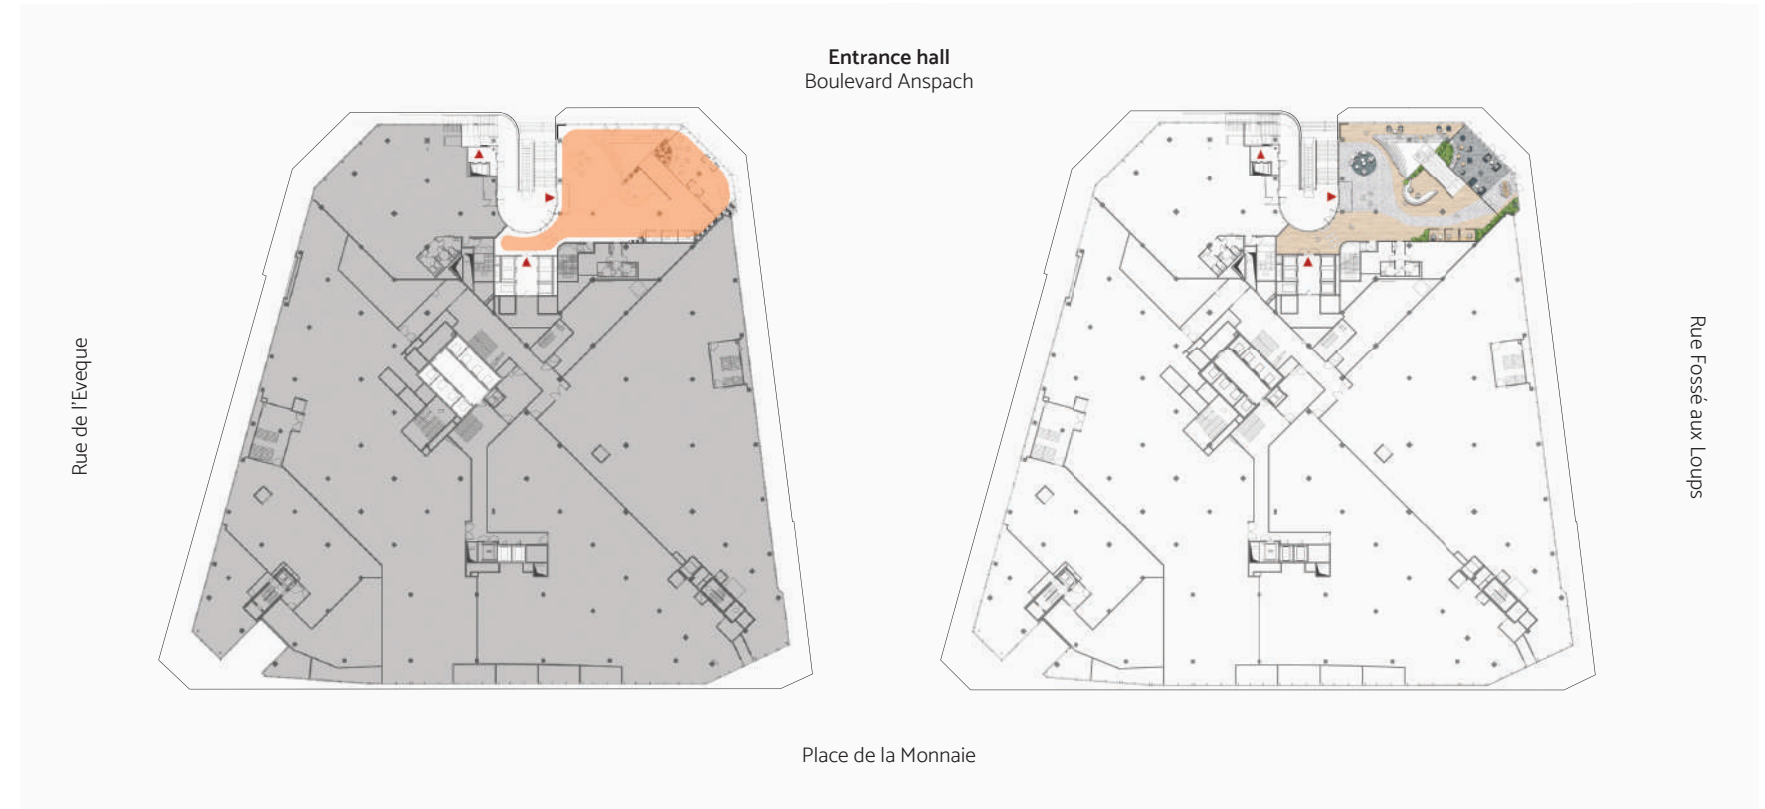 Entrance hall
Boulevard Anspach
Rue de l'Eveque
Rue Fossé aux Loups
Place de la Monnaie